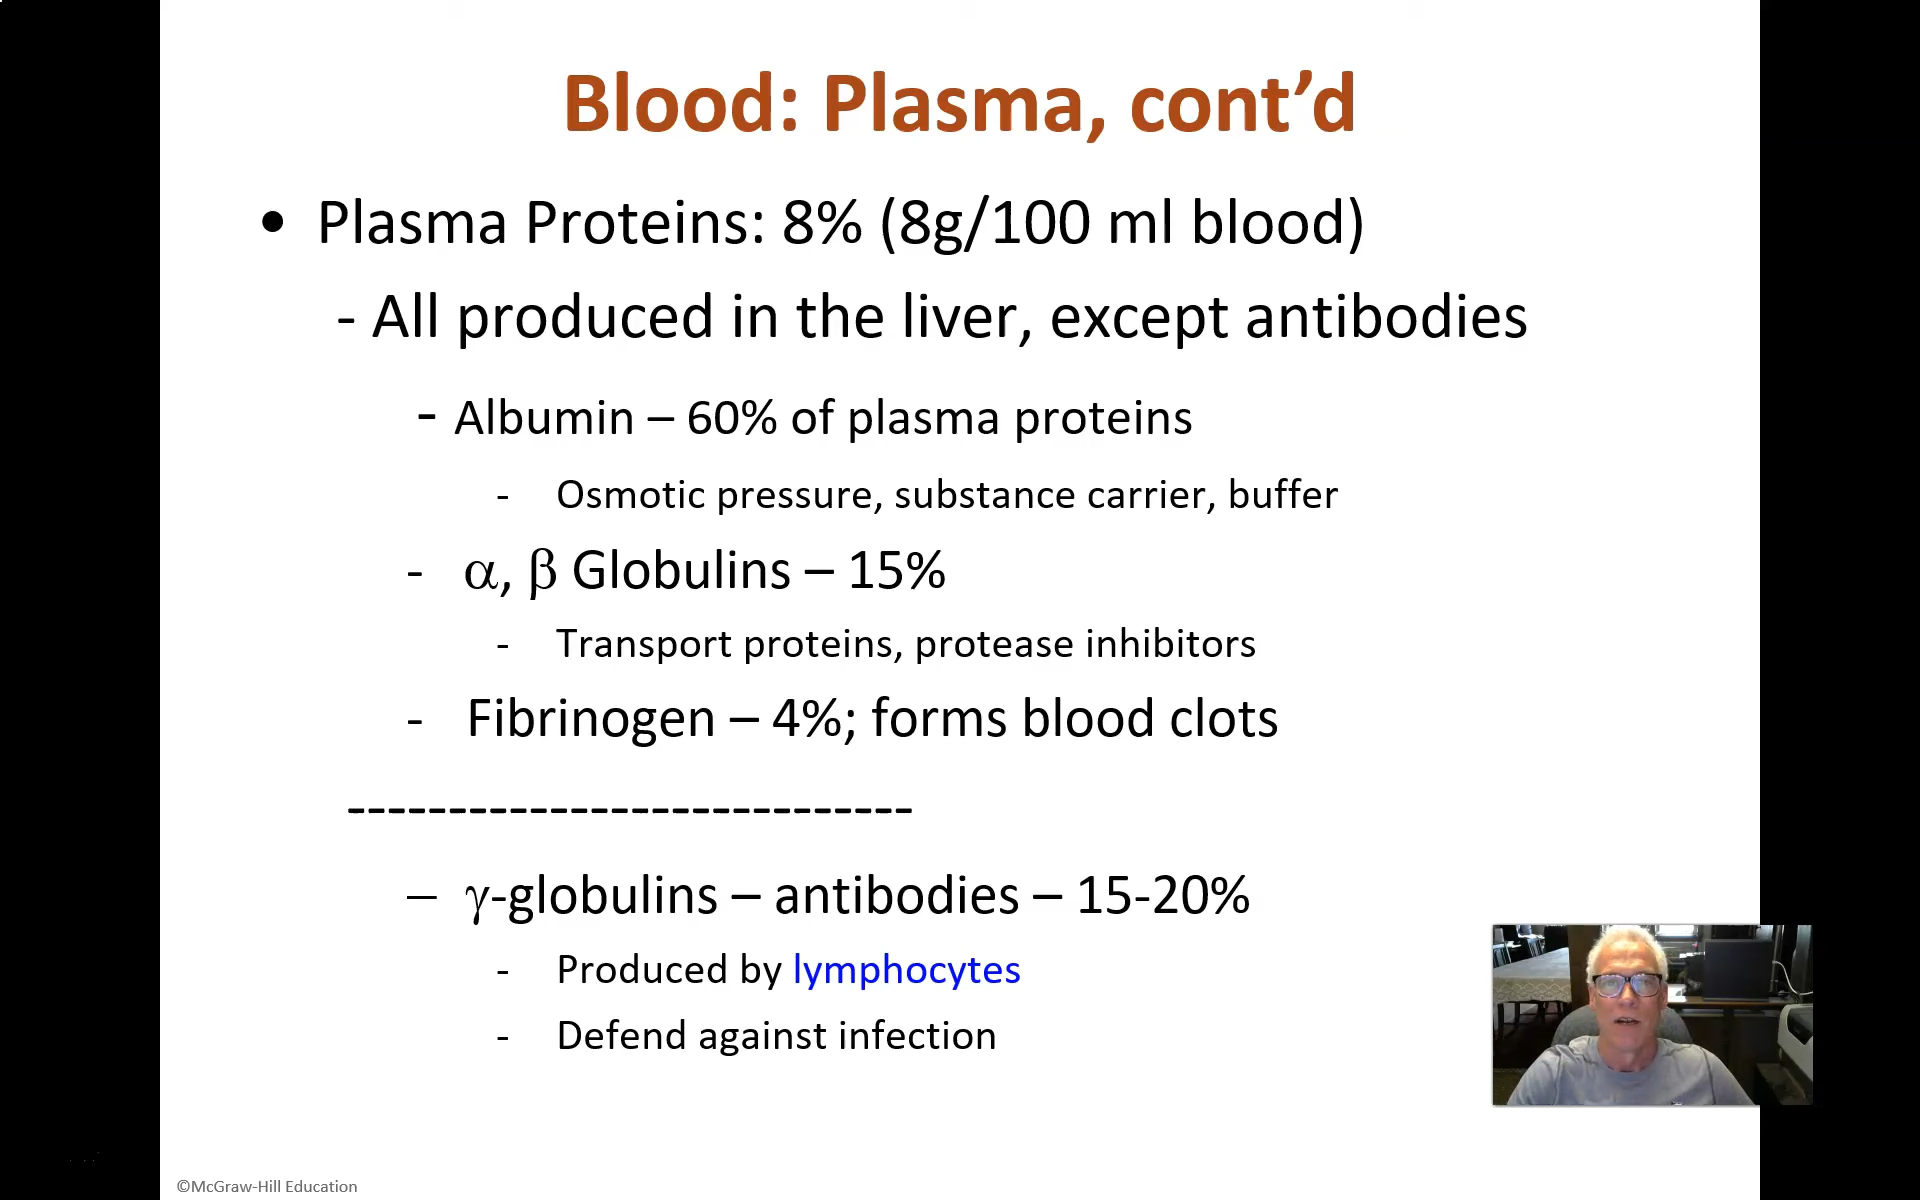 Blood: Plasma, cont’d
• Plasma Proteins: 8% (8g/100 ml blood)
- All produced in the liver, except antibodies
- Albumin – 60% of plasma proteins
- Osmotic pressure, substance carrier, buffer
- α, β Globulins – 15%
- Transport proteins, protease inhibitors
- Fibrinogen – 4%; forms blood clots
----------------------------
– γ-globulins – antibodies – 15-20%
- Produced by lymphocytes
- Defend against infection
©McGraw-Hill Education